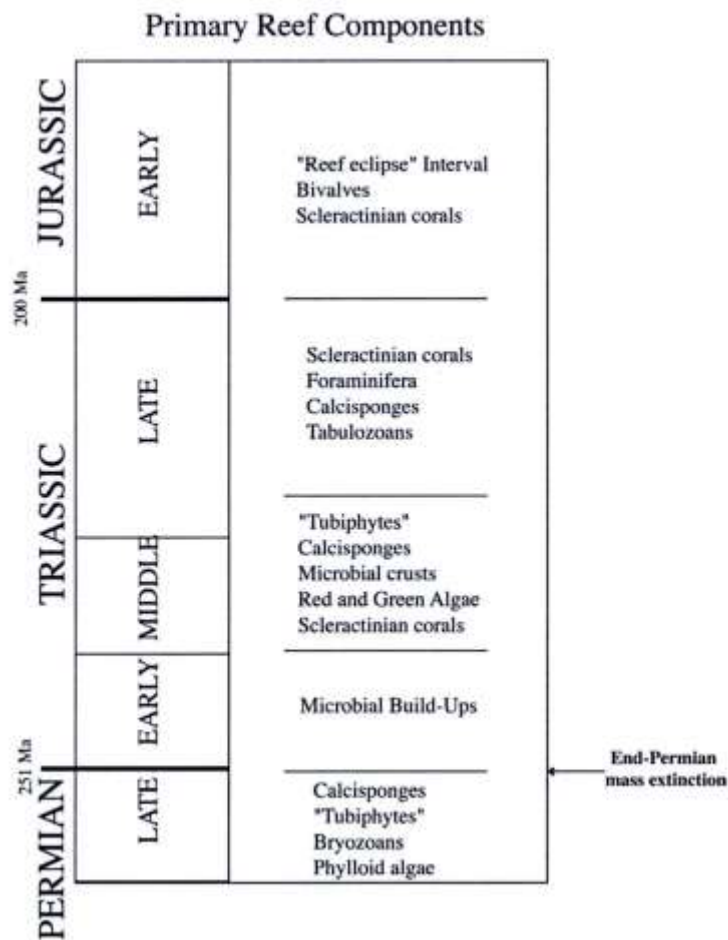 Primary Reef Components
JURASSIC
EARLY
"Reef eclipse" Interval
Bivalves
Scleractinian corals
200 Ma
TRIASSIC
LATE
Scleractinian corals
Foraminifera
Calcisponges
Tabulozoans
MIDDLE
"Tubiphytes"
Calcisponges
Microbial crusts
Red and Green Algae
Scleractinian corals
EARLY
Microbial Build-Ups
251 Ma
End-Permian
mass extinction
PERMIAN
LATE
Calcisponges
"Tubiphytes"
Bryozoans
Phylloid algae